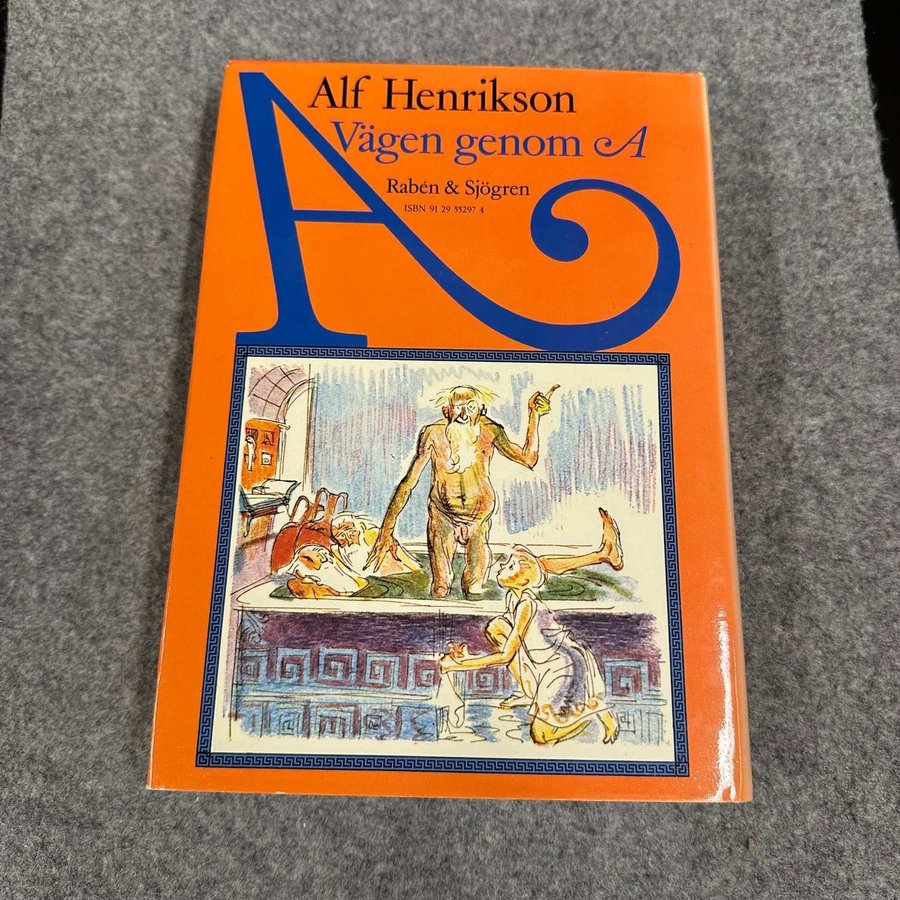 Alf Henrikson
Vägen genom A
Rabén & Sjögren
ISBN 91 29 55297 4
A